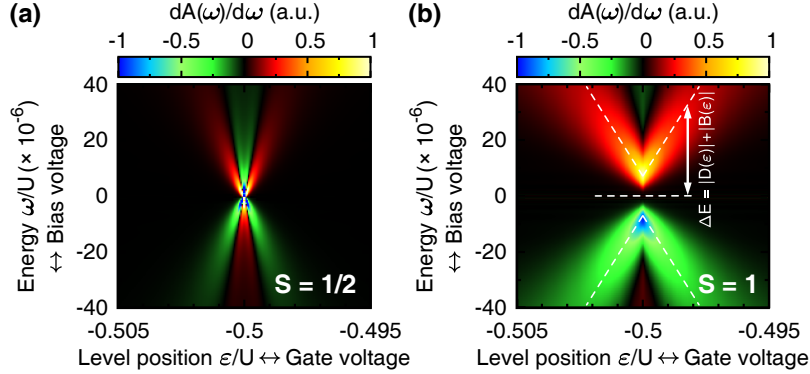 (a)
dA(ω)/dω (a.u.)
-1 -0.5 0 0.5 1
Energy ω/U (× 10⁻⁶)
↔ Bias voltage
40
20
0
-20
-40
S = 1/2
-0.505 -0.5 -0.495
Level position ε/U ↔ Gate voltage
(b)
dA(ω)/dω (a.u.)
-1 -0.5 0 0.5 1
Energy ω/U (× 10⁻⁶)
↔ Bias voltage
40
20
0
-20
-40
ΔE = |D(ε)|+|B(ε)|
S = 1
-0.505 -0.5 -0.495
Level position ε/U ↔ Gate voltage